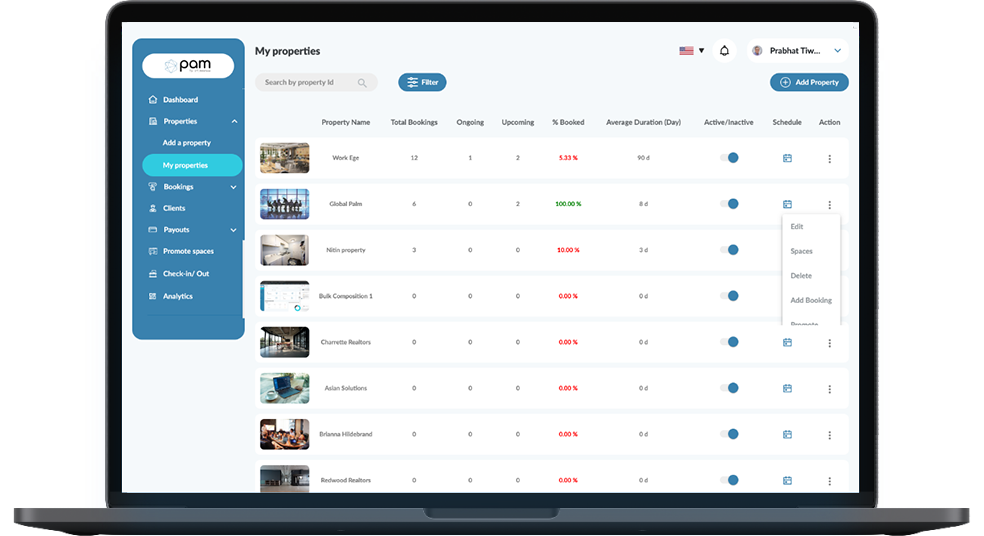 pam
Dashboard
Properties
Add a property
My properties
Bookings
Clients
Payouts
Promote spaces
Check-in/ Out
Analytics
My properties
Prabhat Tiw...
Search by property Id
Filter
Add Property
Property Name Total Bookings Ongoing Upcoming % Booked Average Duration (Day) Active/Inactive Schedule Action
Work Ege 12 1 2 5.33 % 90 d
Global Palm 6 0 2 100.00 % 8 d
Nitin property 3 0 0 10.00 % 3 d
Bulk Composition 1 0 0 0 0.00 % 0 d
Charrette Realtors 0 0 0 0.00 % 0 d
Asian Solutions 0 0 0 0.00 % 0 d
Brianna Hildebrand 0 0 0 0.00 % 0 d
Redwood Realtors 0 0 0 0.00 % 0 d
Edit
Spaces
Delete
Add Booking
Promote